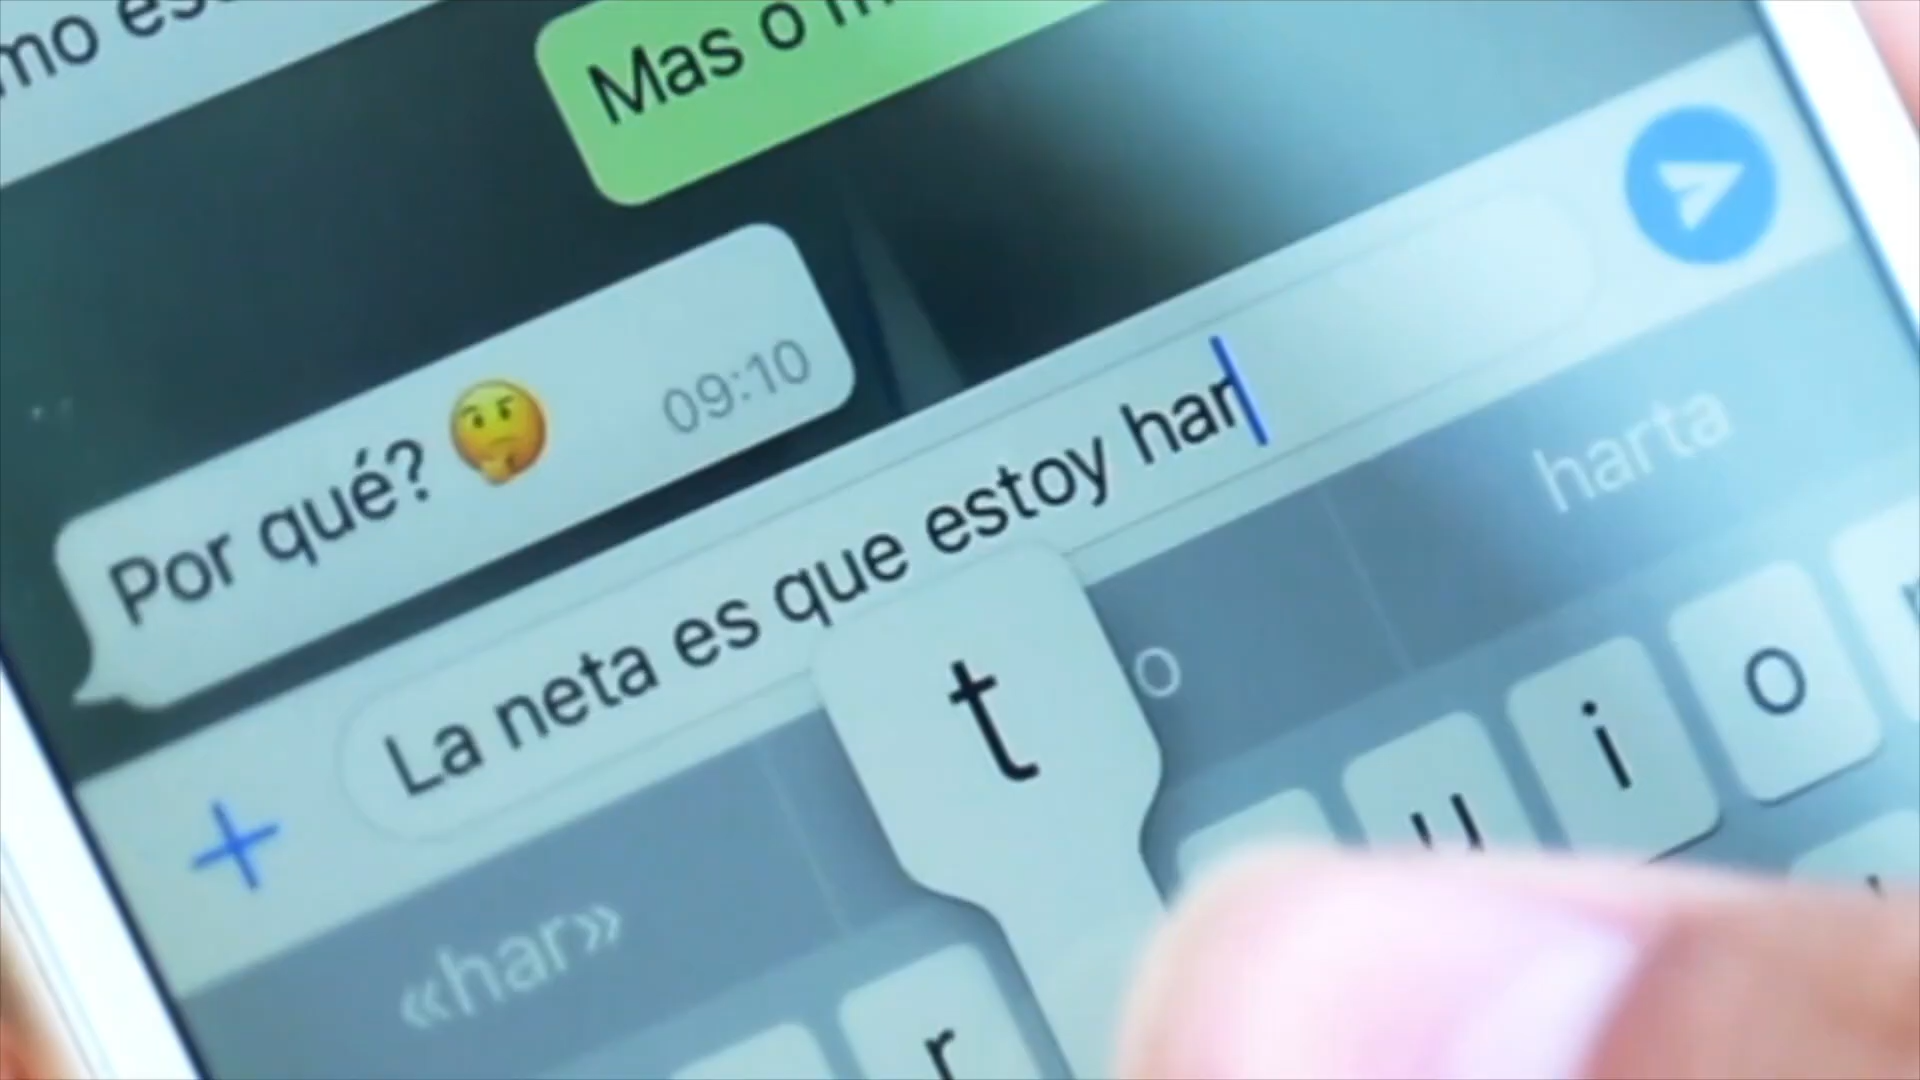 Mas o
Por qué? 🤔 09:10
La neta es que estoy har
«har» harta
t
u i o
r